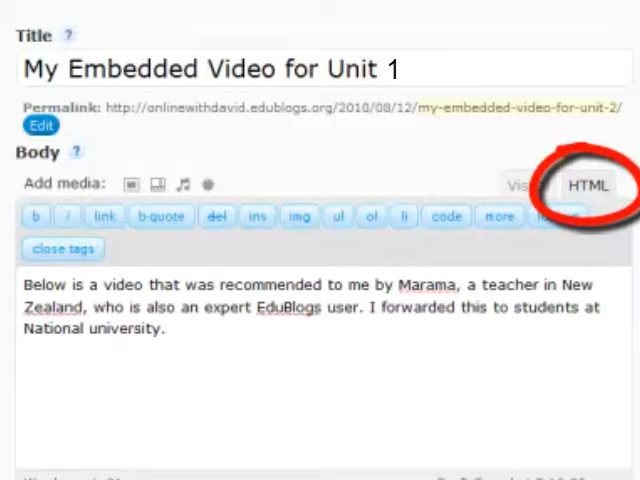 Title ?
My Embedded Video for Unit 1
Permalink: http://onlinewithdavid.edublogs.org/2010/08/12/my-embedded-video-for-unit-2/
Edit
Body ?
Add media: HTML
b i link b-quote del ins img ul ol li code more
close tags
Below is a video that was recommended to me by Marama, a teacher in New
Zealand, who is also an expert EduBlogs user. I forwarded this to students at
National university.